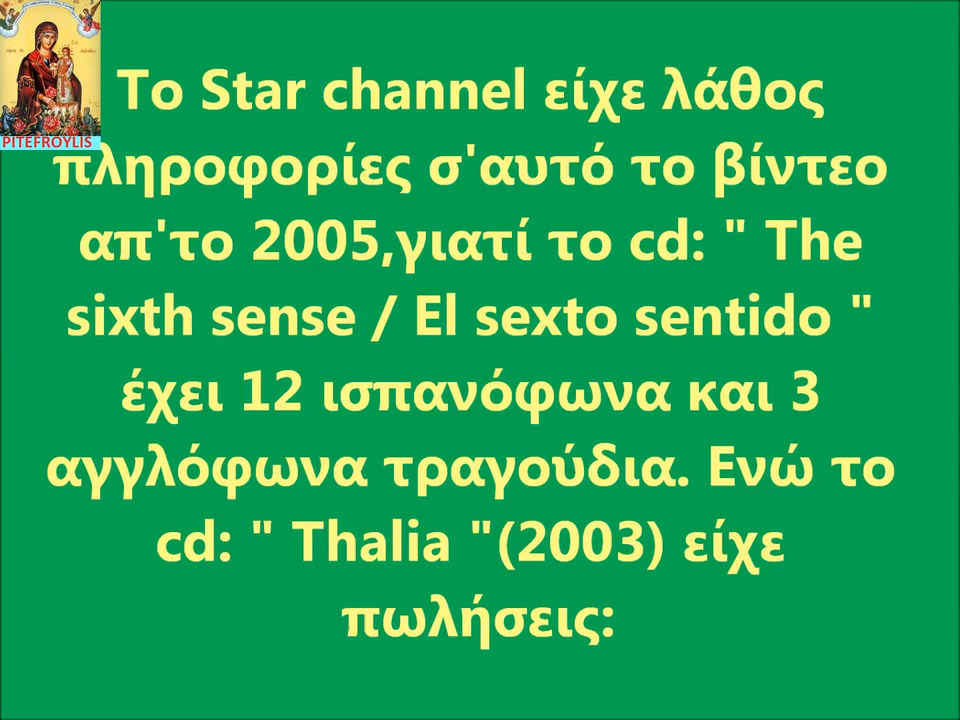 Το Star channel είχε λάθος
PITEFROYLIS
πληροφορίες σ'αυτό το βίντεο
απ'το 2005,γιατί το cd: " The
sixth sense / El sexto sentido "
έχει 12 ισπανόφωνα και 3
αγγλόφωνα τραγούδια. Ενώ το
cd: " Thalia "(2003) είχε
πωλήσεις: